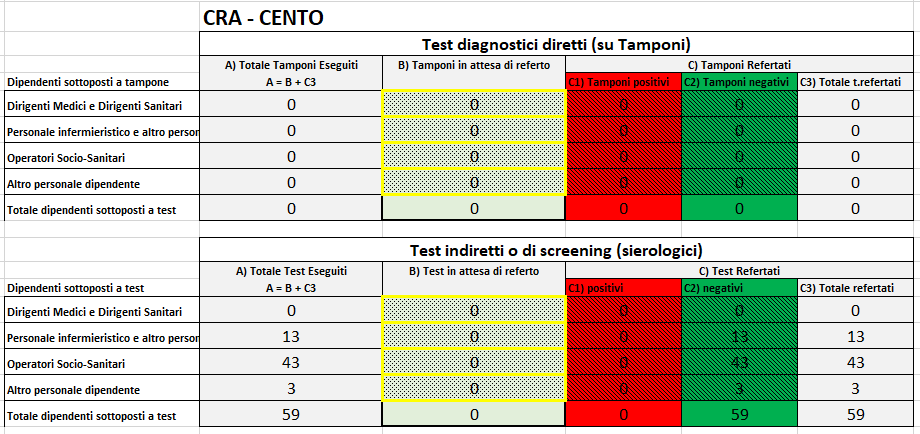 CRA - CENTO
Test diagnostici diretti (su Tamponi)
A) Totale Tamponi Eseguiti B) Tamponi in attesa di referto C) Tamponi Refertati
Dipendenti sottoposti a tampone A = B + C3 C1) Tamponi positivi C2) Tamponi negativi C3) Totale t.refertati
Dirigenti Medici e Dirigenti Sanitari 0 0 0 0 0
Personale infermieristico e altro person 0 0 0 0 0
Operatori Socio-Sanitari 0 0 0 0 0
Altro personale dipendente 0 0 0 0 0
Totale dipendenti sottoposti a test 0 0 0 0 0
Test indiretti o di screening (sierologici)
A) Totale Test Eseguiti B) Test in attesa di referto C) Test Refertati
Dipendenti sottoposti a test A = B + C3 C1) positivi C2) negativi C3) Totale refertati
Dirigenti Medici e Dirigenti Sanitari 0 0 0 0 0
Personale infermieristico e altro person 13 0 0 13 13
Operatori Socio-Sanitari 43 0 0 43 43
Altro personale dipendente 3 0 0 3 3
Totale dipendenti sottoposti a test 59 0 0 59 59